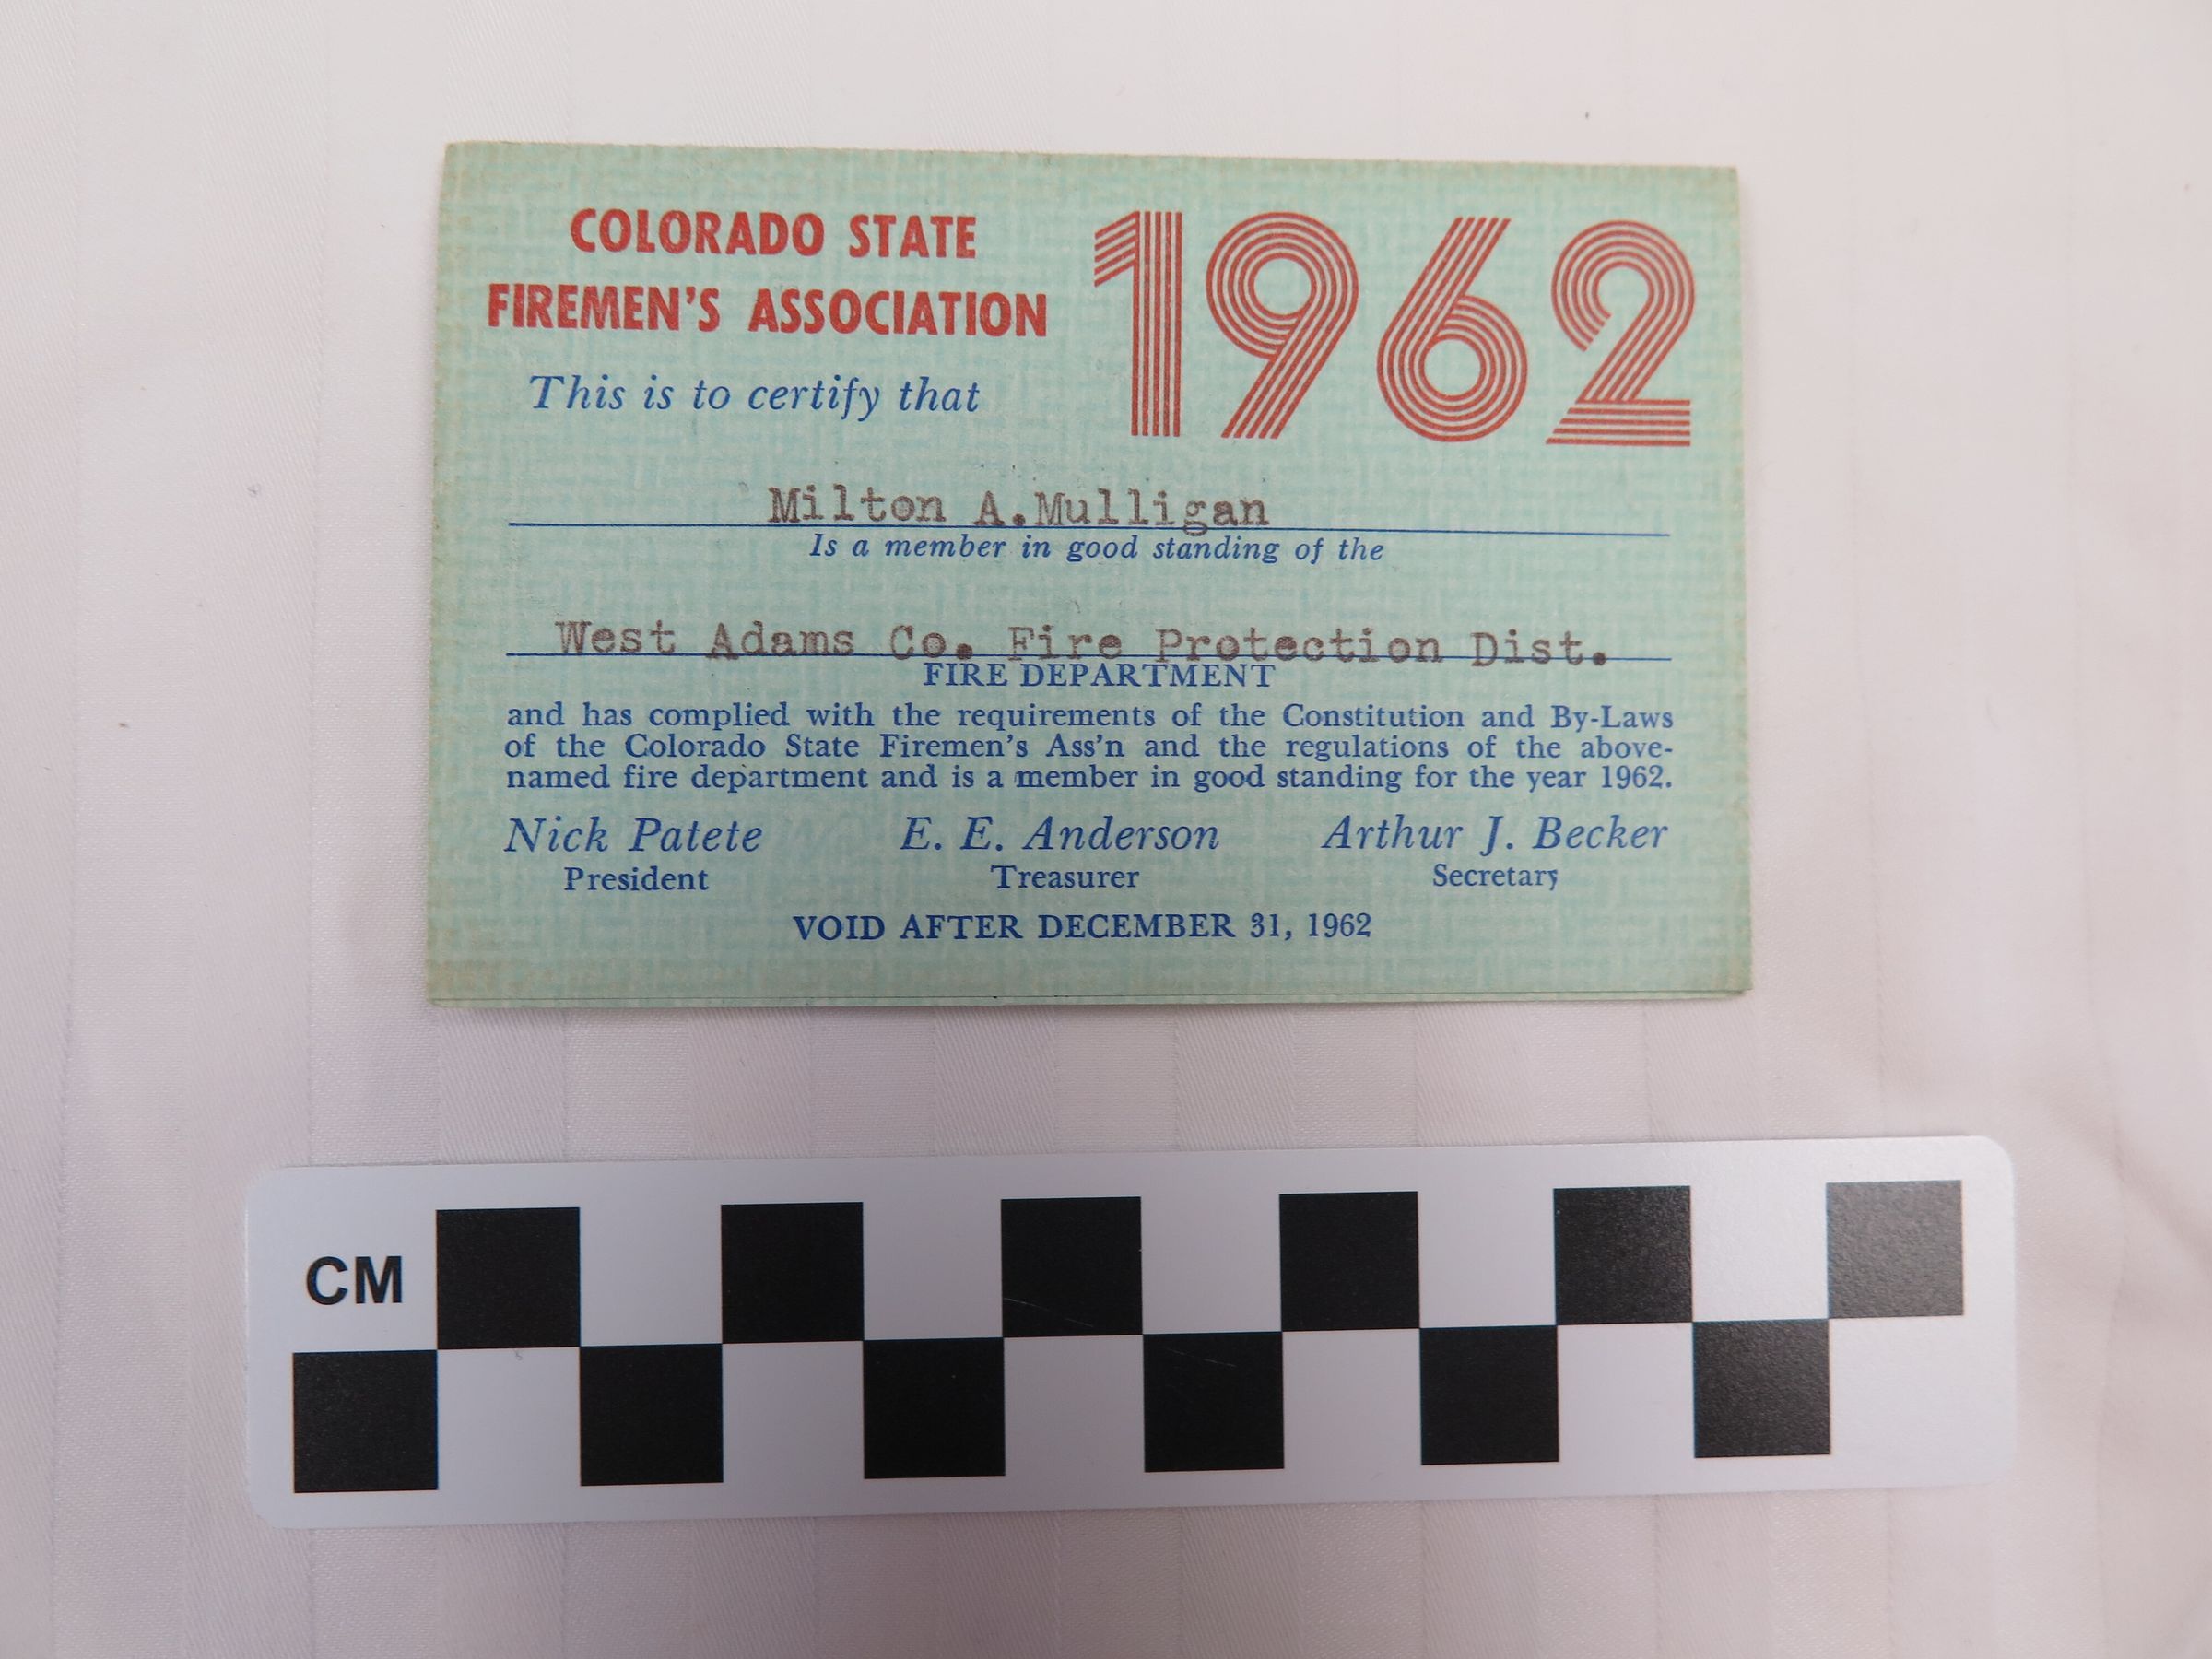 COLORADO STATE
FIREMEN'S ASSOCIATION
1962
This is to certify that
Milton A.Mulligan
Is a member in good standing of the
West Adams Co. Fire Protection Dist.
FIRE DEPARTMENT
and has complied with the requirements of the Constitution and By-Laws
of the Colorado State Firemen's Ass'n and the regulations of the above-
named fire department and is a member in good standing for the year 1962.
Nick Patete E. E. Anderson Arthur J. Becker
President Treasurer Secretary
VOID AFTER DECEMBER 31, 1962
CM